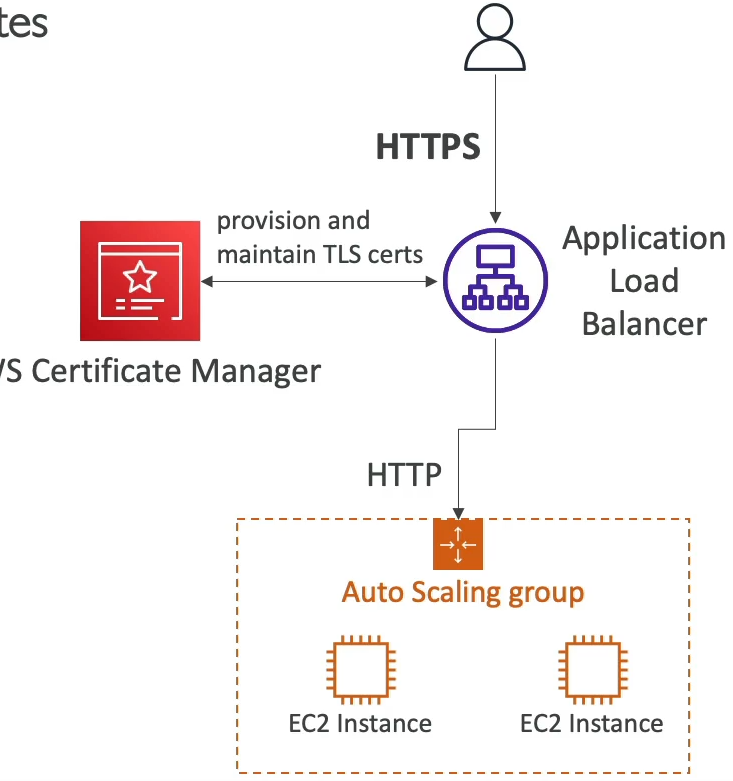 tes
HTTPS
provision and
maintain TLS certs
Application
Load
Balancer
S Certificate Manager
HTTP
Auto Scaling group
EC2 Instance
EC2 Instance